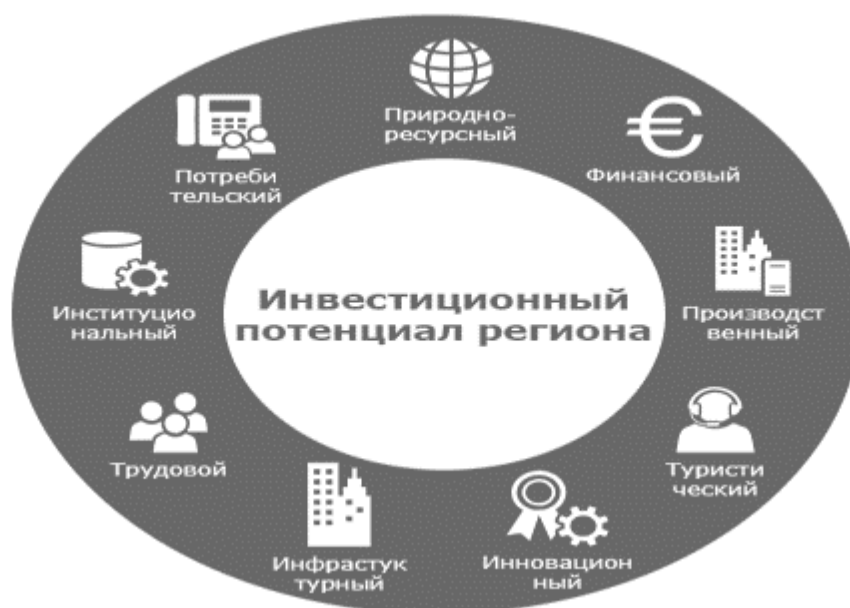 Природно-
ресурсный
Финансовый
Производст
венный
Туристи
ческий
Инновацион
ный
Инфрастук
турный
Трудовой
Институцио
нальный
Потреби
тельский
Инвестиционный
потенциал региона